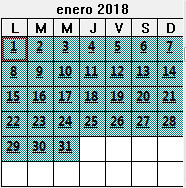 enero 2018
L M M J V S D
1 2 3 4 5 6 7
8 9 10 11 12 13 14
15 16 17 18 19 20 21
22 23 24 25 26 27 28
29 30 31